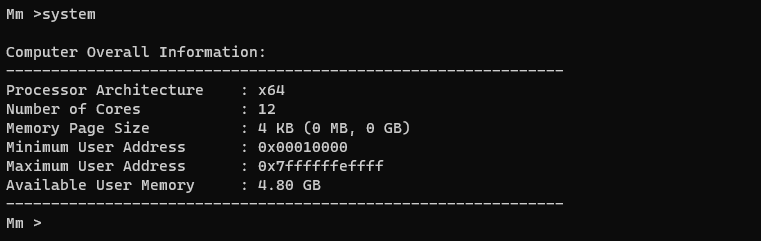 Mm >system
Computer Overall Information:
--------------------------------------------------------------
Processor Architecture    : x64
Number of Cores           : 12
Memory Page Size          : 4 KB (0 MB, 0 GB)
Minimum User Address      : 0x00010000
Maximum User Address      : 0x7ffffffeffff
Available User Memory     : 4.80 GB
--------------------------------------------------------------
Mm >